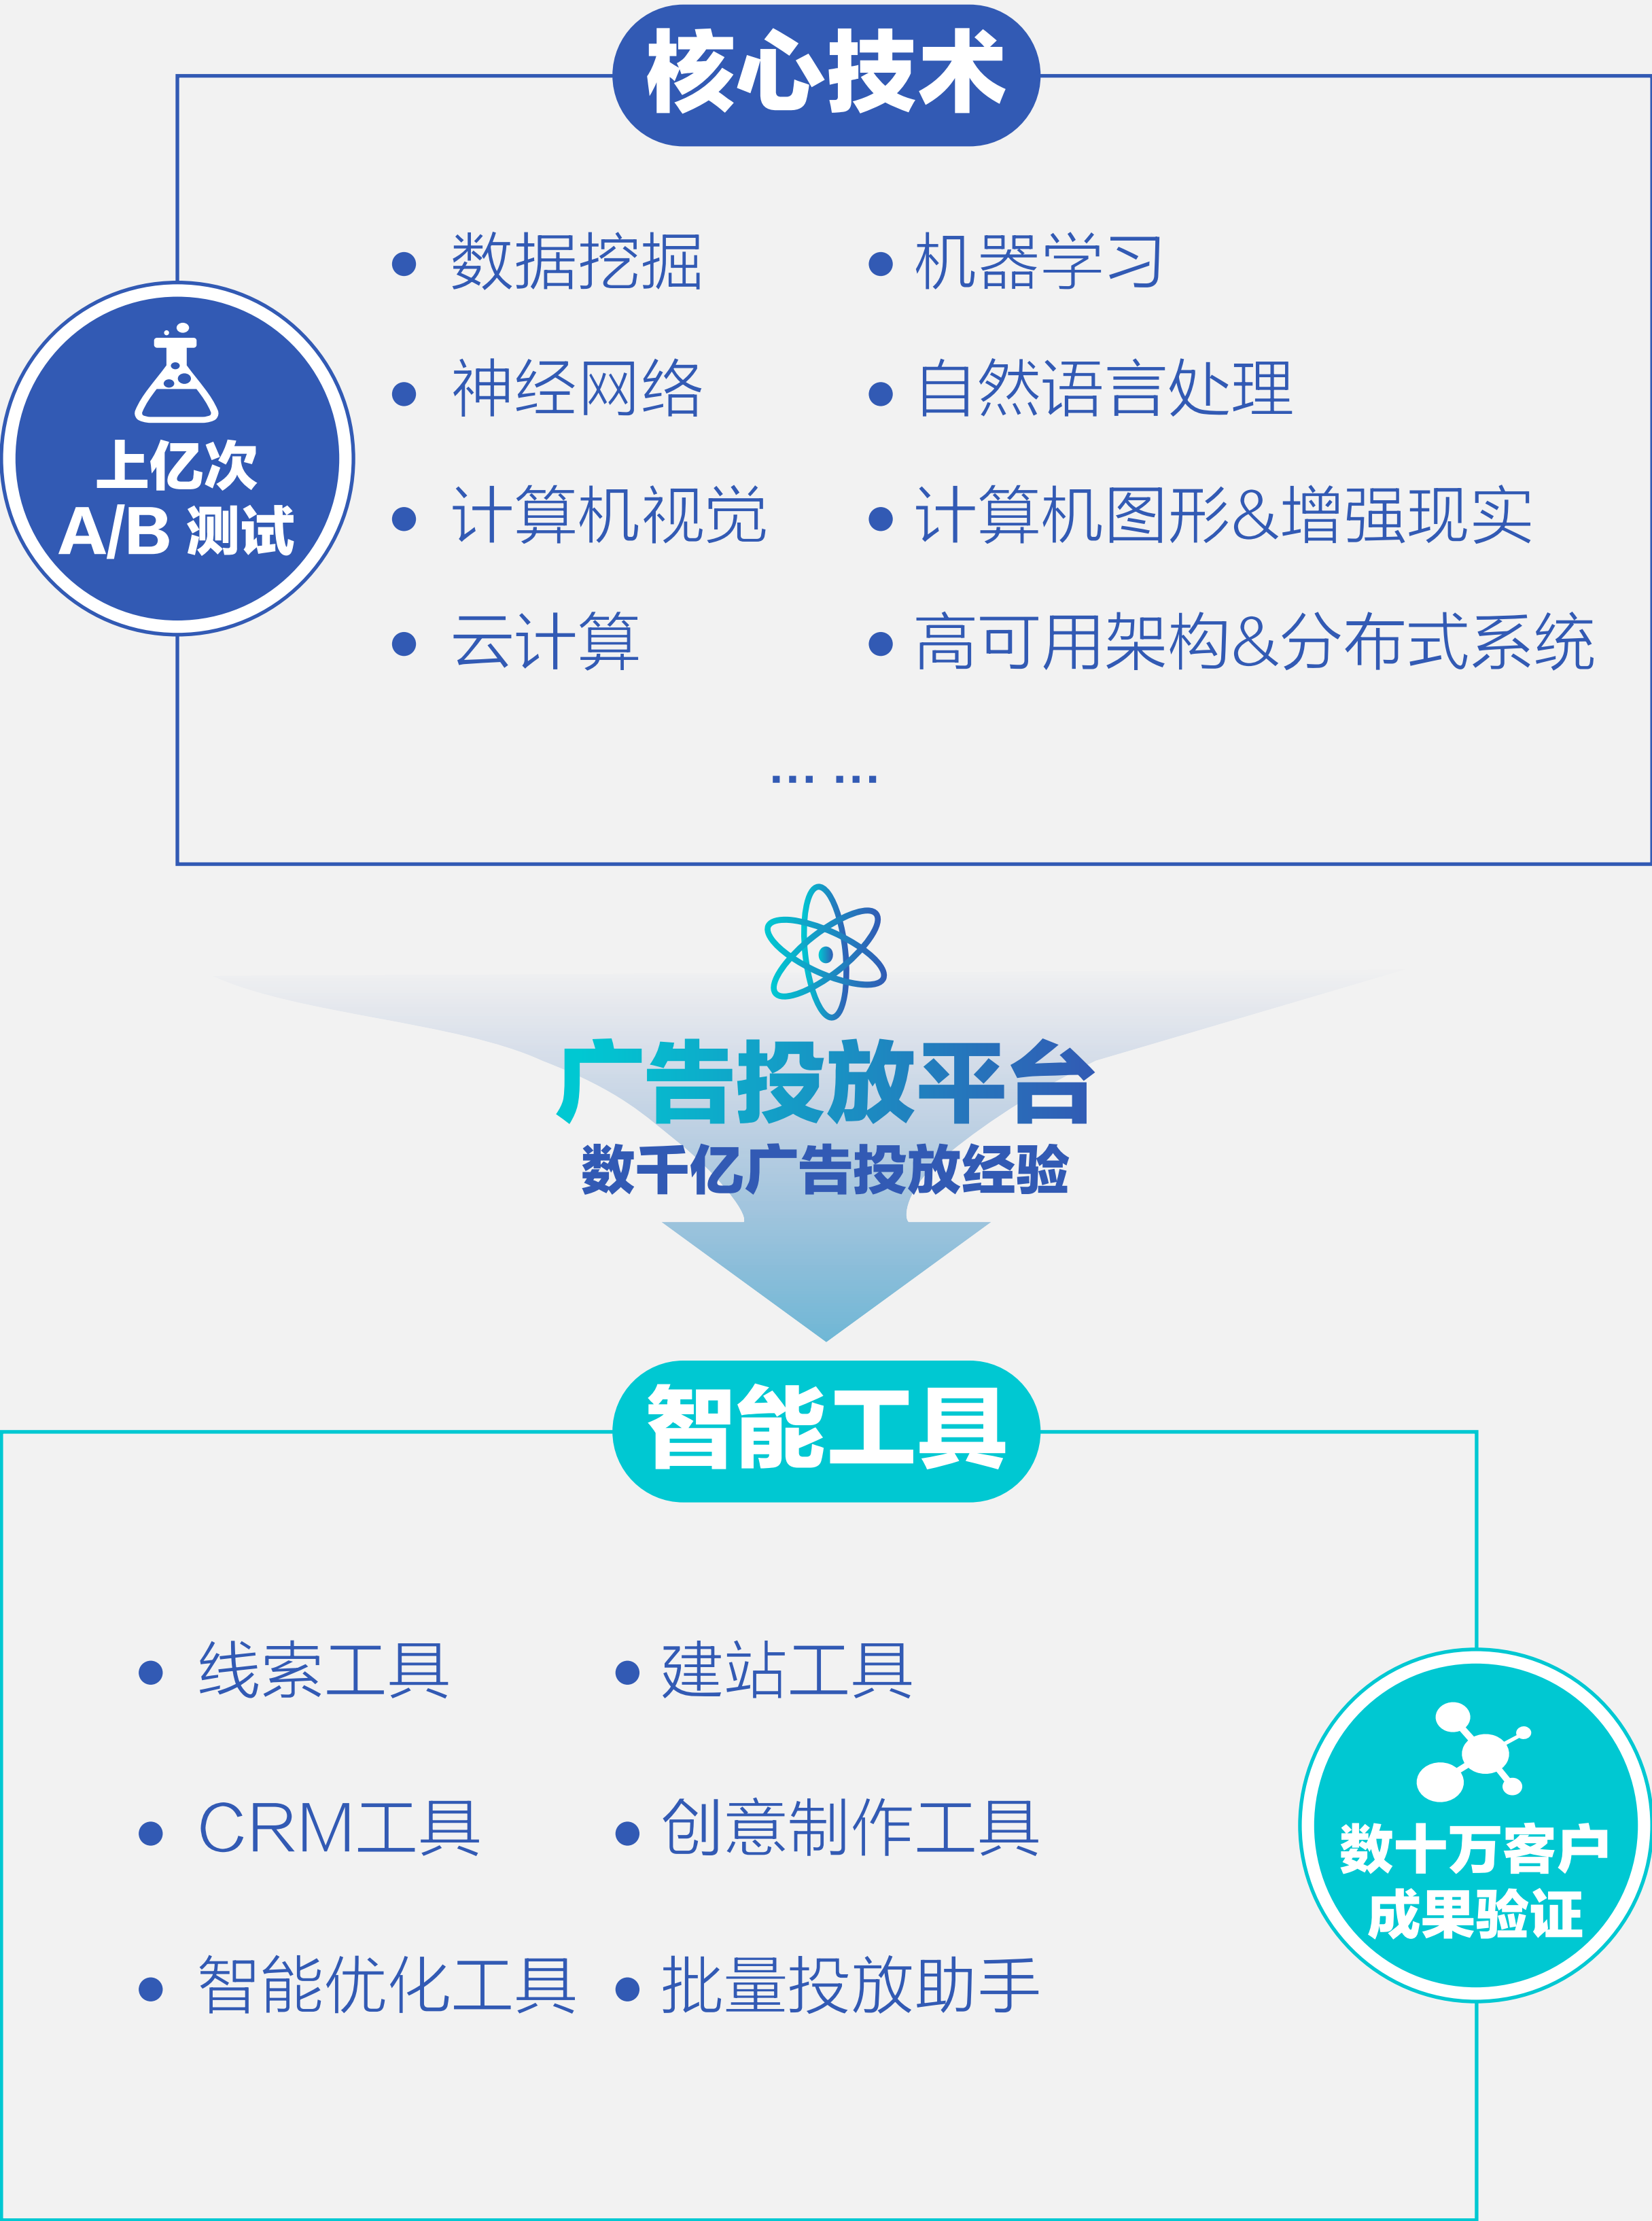 核心技术
数据挖掘
机器学习
神经网络
自然语言处理
上亿次
A/B 测试
计算机视觉
计算机图形&增强现实
云计算
高可用架构&分布式系统
… …
广告投放平台
数千亿广告投放经验
智能工具
线索工具
建站工具
CRM工具
创意制作工具
数十万客户
成果验证
智能优化工具
批量投放助手